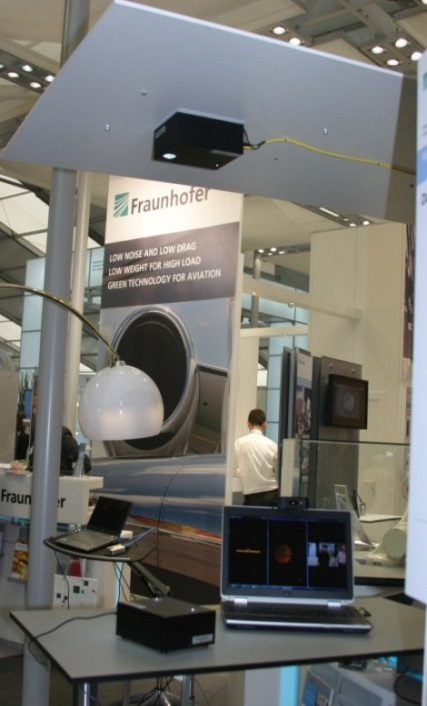 Fraunhofer
LOW NOISE AND LOW DRAG
LOW WEIGHT FOR HIGH LOAD
GREEN TECHNOLOGY FOR AVIATION
Fraunhofer